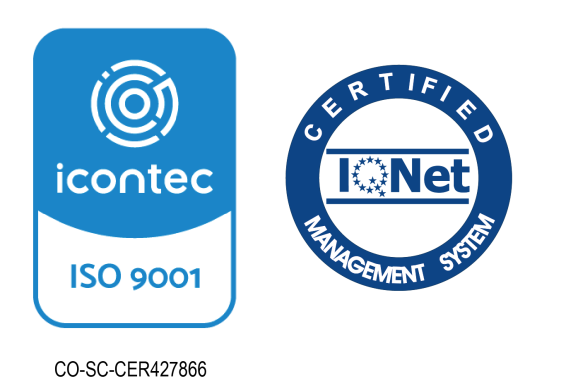 icontec
ISO 9001
CO-SC-CER427866
CERTIFIED
IQNet
MANAGEMENT SYSTEM